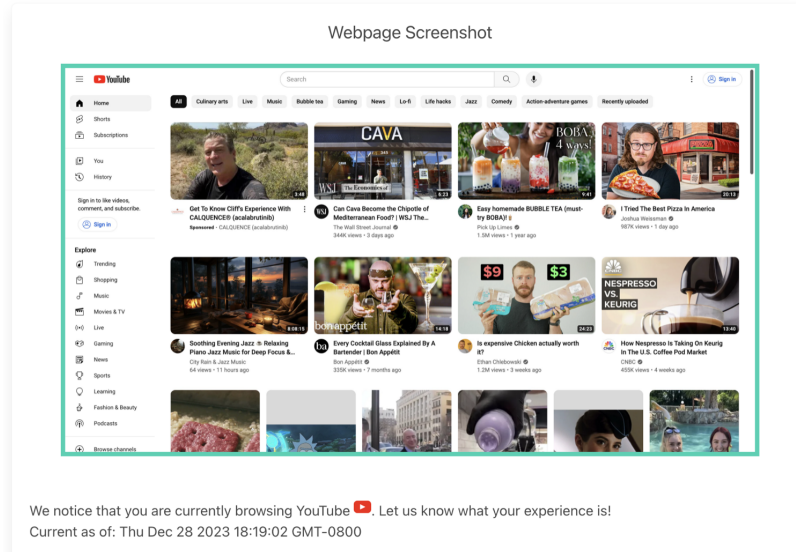 Webpage Screenshot
YouTube
Search
Sign in
Home
Shorts
Subscriptions
You
History
Sign in to like videos,
comment, and subscribe.
Sign in
Explore
Trending
Shopping
Music
Movies & TV
Live
Gaming
News
Sports
Learning
Fashion & Beauty
Podcasts
Browse channels
All Culinary arts Live Music Bubble tea Gaming News Lo-fi Life hacks Jazz Comedy Action-adventure games Recently uploaded
3:48
Get To Know Cliff's Experience With
CALQUENCE® (acalabrutinib)
Sponsored • CALQUENCE (acalabrutinib)
CAVA
WSJ The Economics of
6:23
WSJ
Can Cava Become the Chipotle of
Mediterranean Food? | WSJ The...
The Wall Street Journal
344K views • 3 days ago
BOBA,
4 ways!
9:41
Easy homemade BUBBLE TEA (must-
try BOBA)!
Pick Up Limes
1.5M views • 1 year ago
20:13
I Tried The Best Pizza In America
Joshua Weissman
987K views • 1 day ago
8:08:15
Soothing Evening Jazz Relaxing
Piano Jazz Music for Deep Focus &...
City Rain & Jazz Music
64 views • 11 hours ago
bon appétit
14:18
ba
Every Cocktail Glass Explained By A
Bartender | Bon Appétit
Bon Appétit
335K views • 7 months ago
$9 $3
24:23
Is expensive Chicken actually worth
it?
Ethan Chlebowski
1.2M views • 3 weeks ago
CNBC
NESPRESSO
VS.
KEURIG
13:40
CNBC
How Nespresso Is Taking On Keurig
In The U.S. Coffee Pod Market
CNBC
455K views • 4 weeks ago
We notice that you are currently browsing YouTube . Let us know what your experience is!
Current as of: Thu Dec 28 2023 18:19:02 GMT-0800